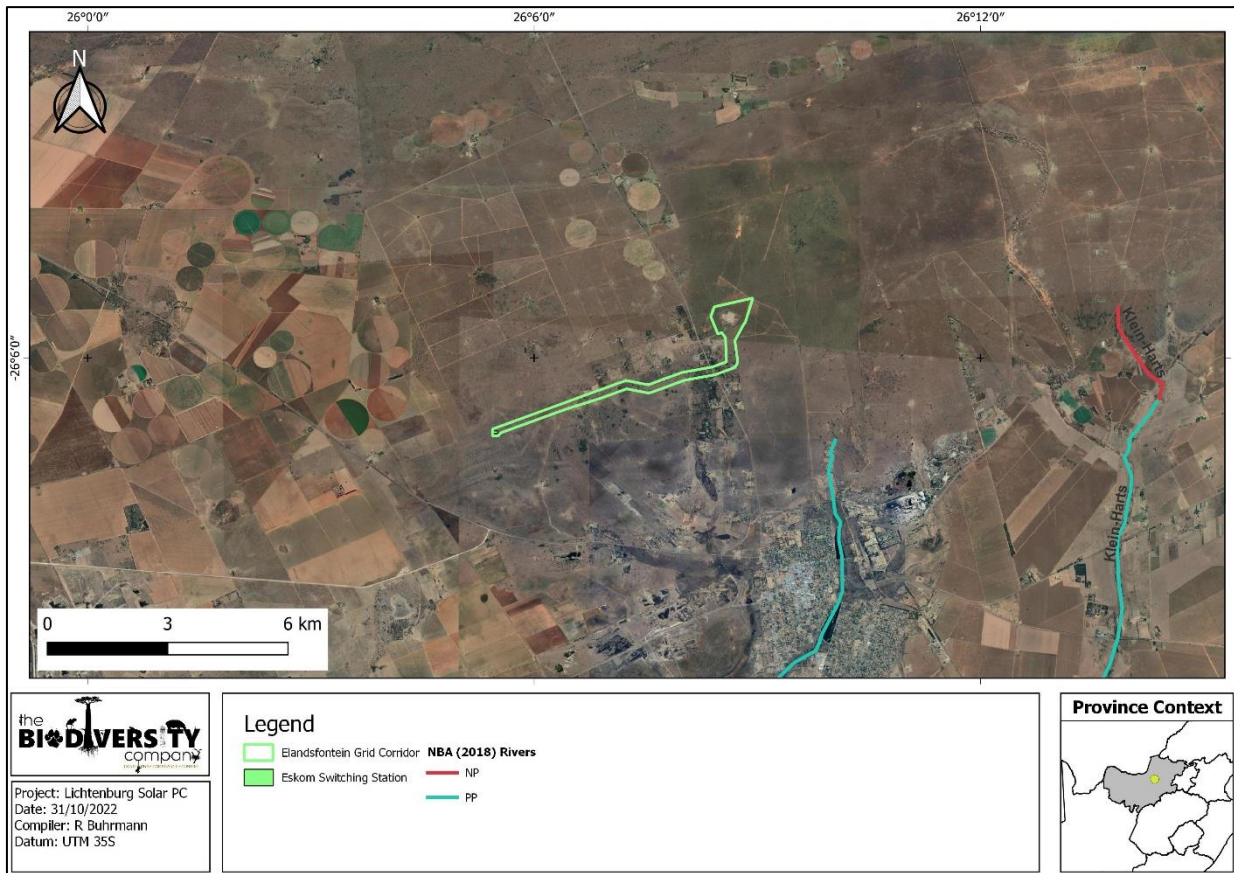 26°0'0"
26°6'0"
26°12'0"
N
-26°6'0"
Klein-Harts
Klein-Harts
0 3 6 km
the
BIODIVERSITY
company
Project: Lichtenburg Solar PC
Date: 31/10/2022
Compiler: R Buhrmann
Datum: UTM 35S
Legend
Elandsfontein Grid Corridor
Eskom Switching Station
NBA (2018) Rivers
NP
PP
Province Context